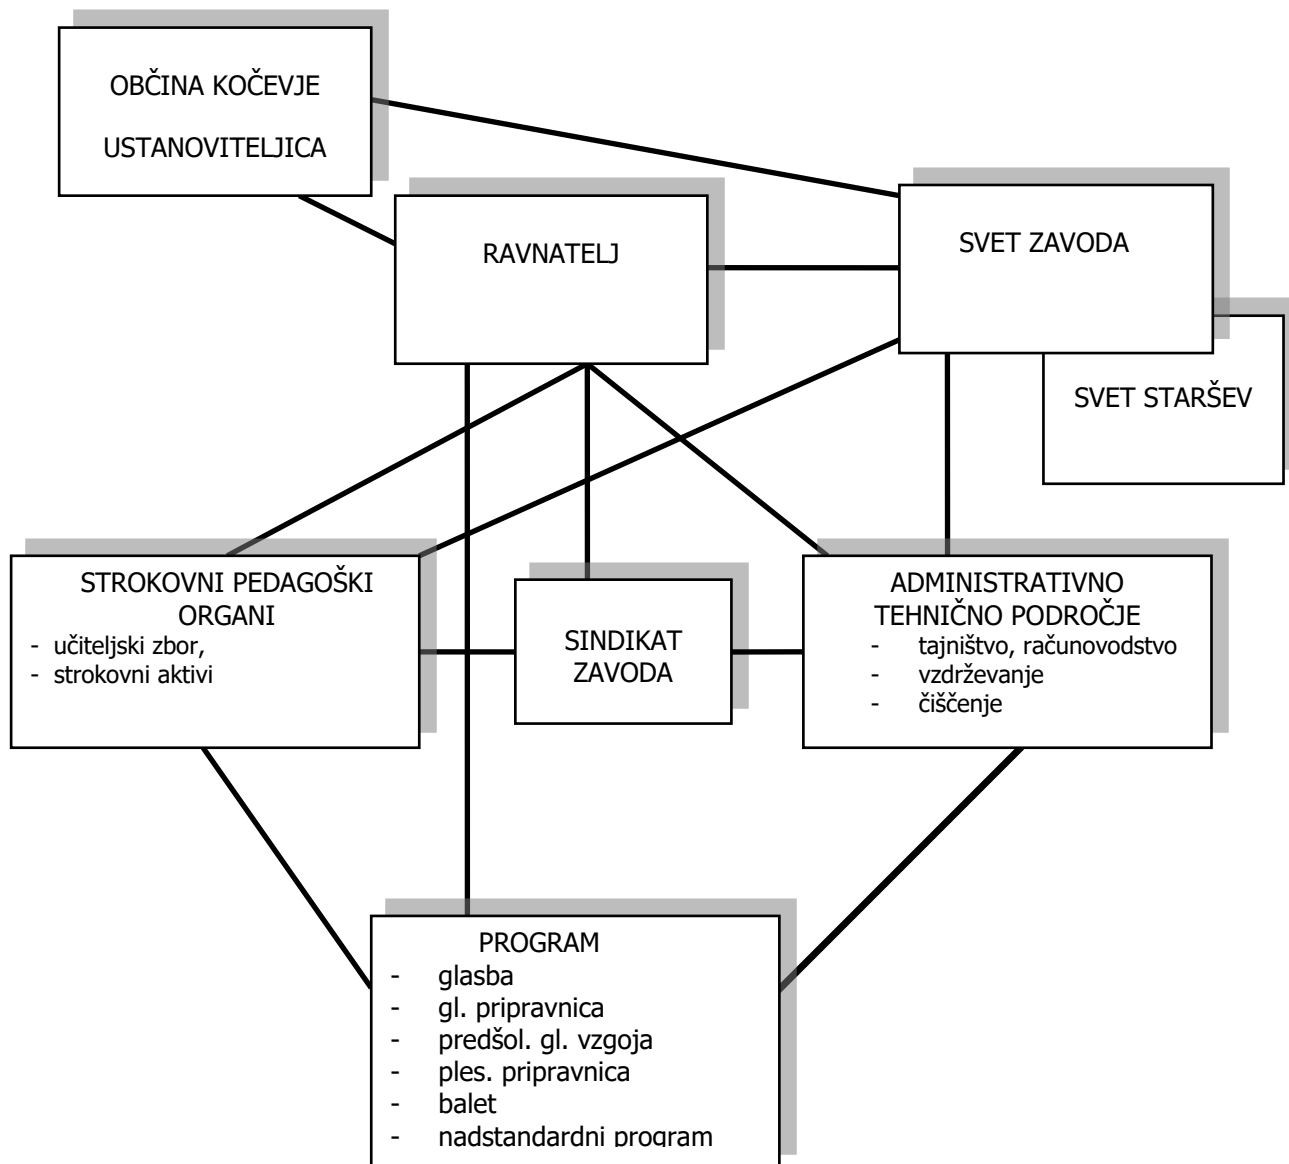 OBČINA KOČEVJE
USTANOVITELJICA
RAVNATELJ
SVET ZAVODA
SVET STARŠEV
STROKOVNI PEDAGOŠKI
ORGANI
- učiteljski zbor,
- strokovni aktivi
SINDIKAT
ZAVODA
ADMINISTRATIVNO
TEHNIČNO PODROČJE
- tajništvo, računovodstvo
- vzdrževanje
- čiščenje
PROGRAM
- glasba
- gl. pripravnica
- predšol. gl. vzgoja
- ples. pripravnica
- balet
- nadstandardni program